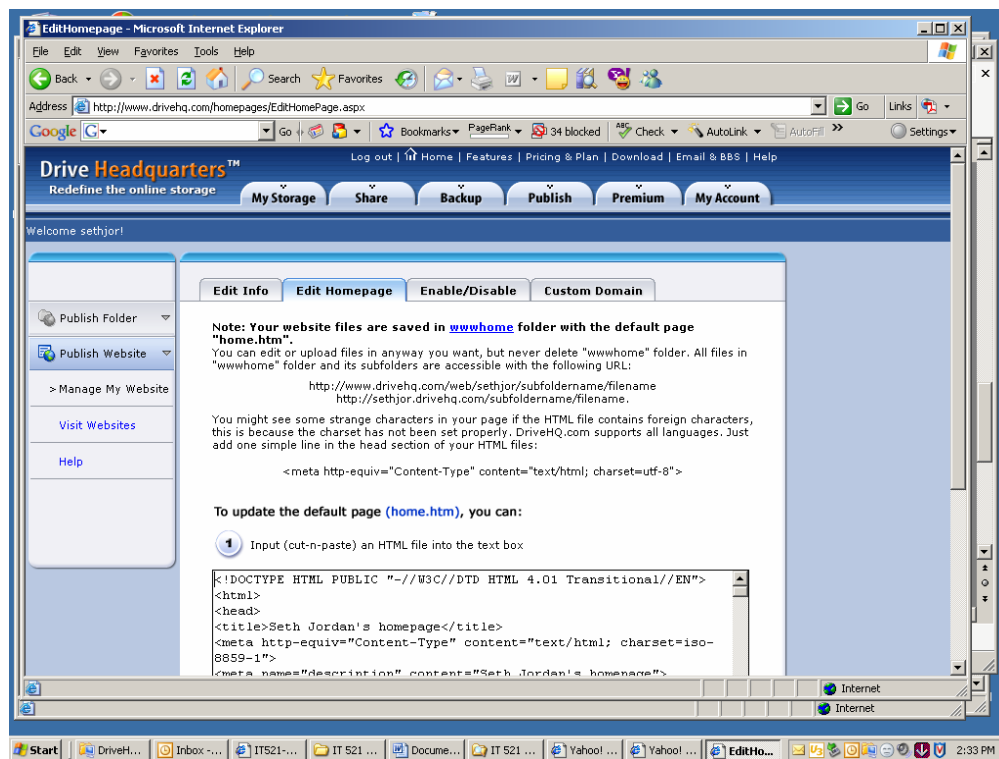 EditHomepage - Microsoft Internet Explorer
File Edit View Favorites Tools Help
Back Search Favorites
Address http://www.drivehq.com/homepages/EditHomePage.aspx Go Links
Google G Go Bookmarks PageRank 34 blocked ABC Check AutoLink AutoFill Settings
Log out | Home | Features | Pricing & Plan | Download | Email & BBS | Help
Drive Headquarters™
Redefine the online storage
My Storage Share Backup Publish Premium My Account
Welcome sethjor!
Edit Info Edit Homepage Enable/Disable Custom Domain
Publish Folder
Publish Website
> Manage My Website
Visit Websites
Help
Note: Your website files are saved in wwwhome folder with the default page
"home.htm".
You can edit or upload files in anyway you want, but never delete "wwwhome" folder. All files in
"wwwhome" folder and its subfolders are accessible with the following URL:
http://www.drivehq.com/web/sethjor/subfoldername/filename
http://sethjor.drivehq.com/subfoldername/filename.
You might see some strange characters in your page if the HTML file contains foreign characters,
this is because the charset has not been set properly. DriveHQ.com supports all languages. Just
add one simple line in the head section of your HTML files:
<meta http-equiv="Content-Type" content="text/html; charset=utf-8">
To update the default page (home.htm), you can:
1 Input (cut-n-paste) an HTML file into the text box
<!DOCTYPE HTML PUBLIC "-//W3C//DTD HTML 4.01 Transitional//EN">
<html>
<head>
<title>Seth Jordan's homepage</title>
<meta http-equiv="Content-Type" content="text/html; charset=iso-
8859-1">
<meta name="description" content="Seth Jordan's homepage">
Internet
Internet
Start DriveH... Inbox -... IT521-... IT 521 ... Docume... IT 521 ... Yahoo! ... Yahoo! ... EditHo... 2:33 PM